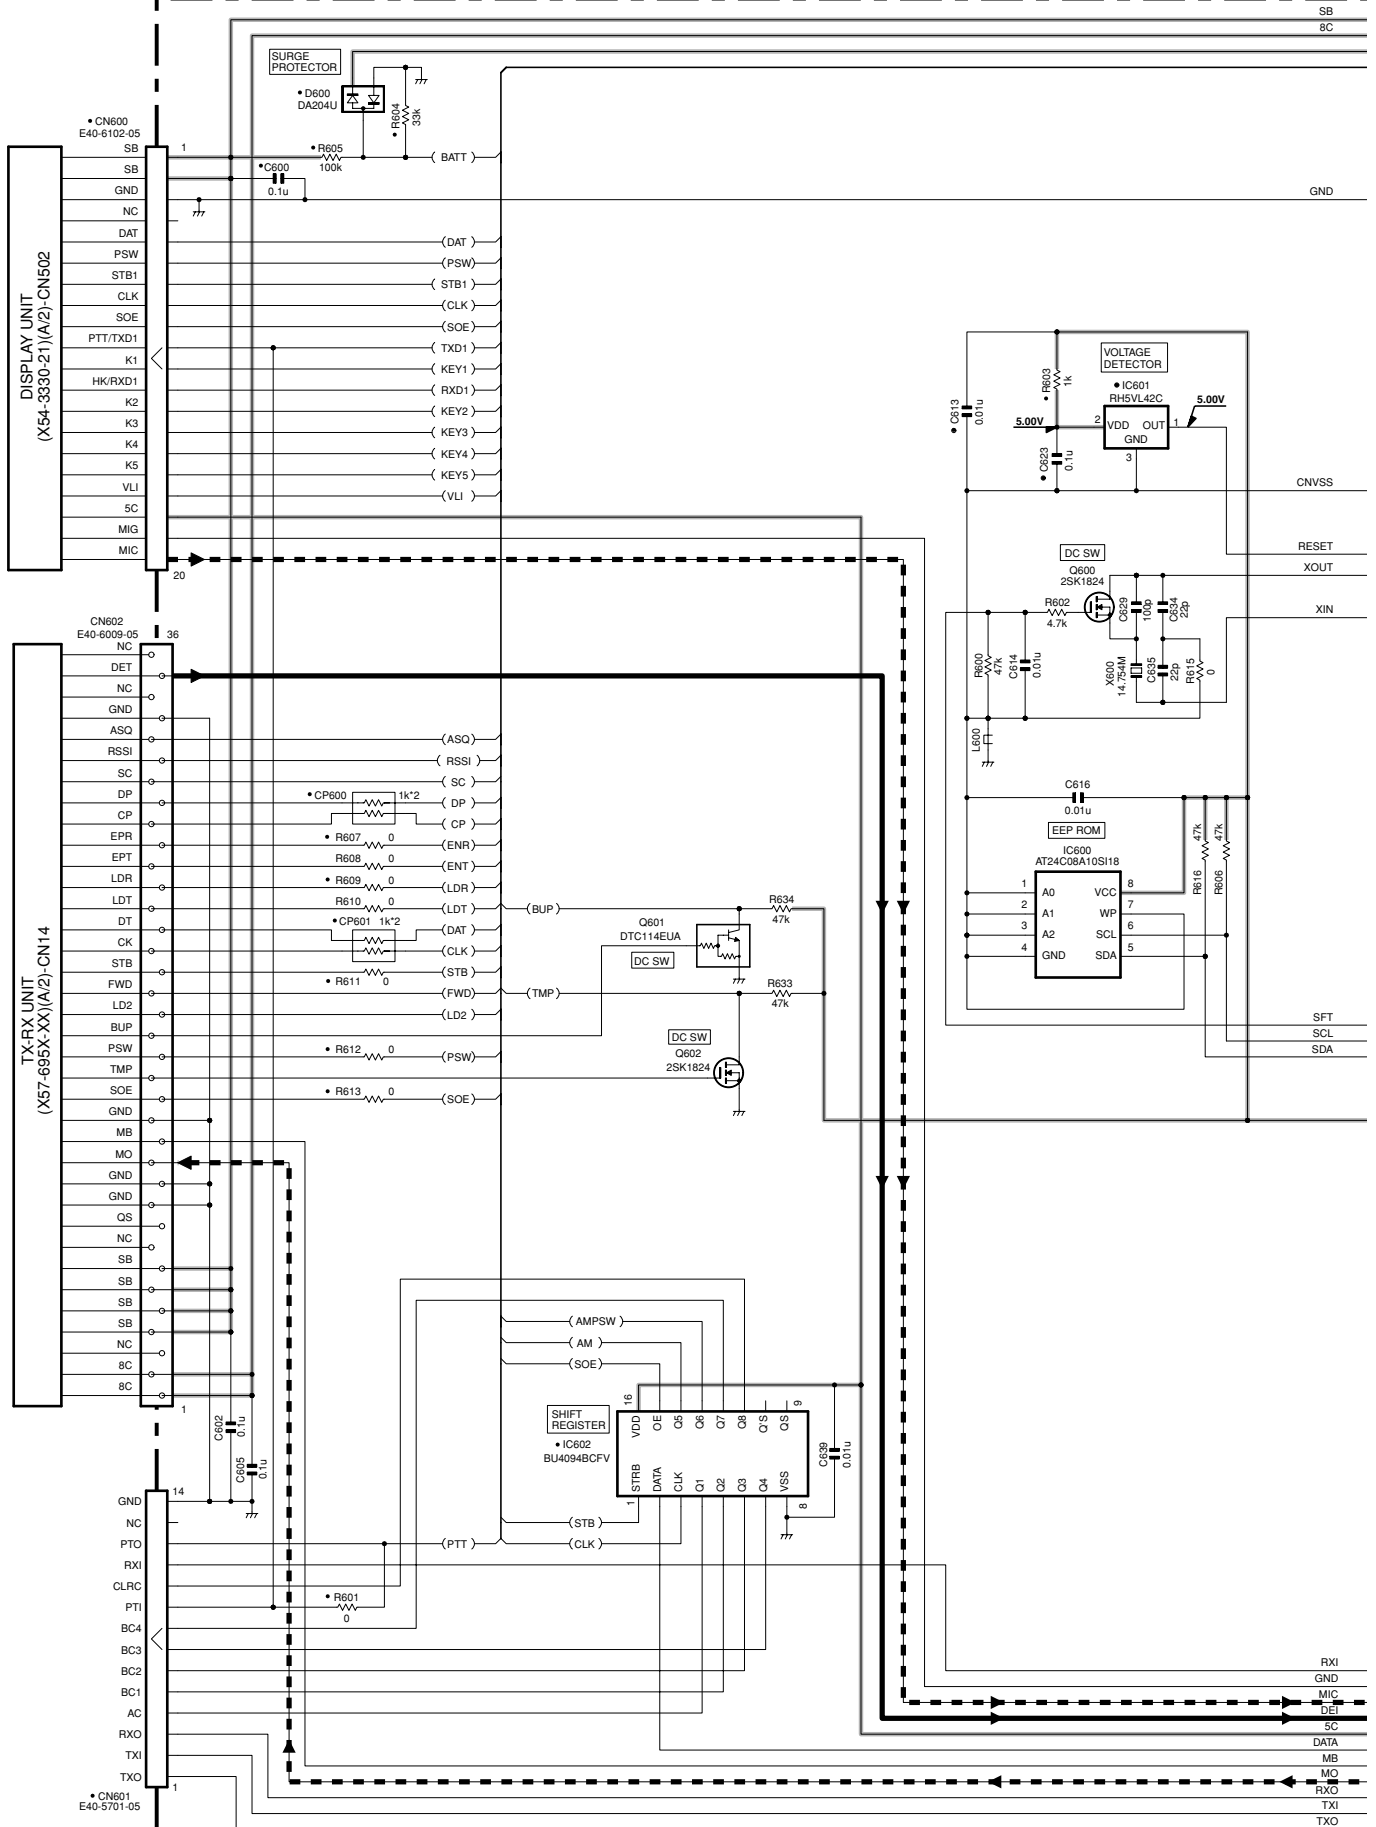 SB
8C
SURGE
PROTECTOR
• D600
DA204U
• R604
33k
• CN600
E40-6102-05
1
• R605
100k
( BATT )
• C600
0.1u
GND
DISPLAY UNIT
(X54-3330-21)(A/2)-CN502
SB
SB
GND
NC
DAT
PSW
STB1
CLK
SOE
PTT/TXD1
K1
HK/RXD1
K2
K3
K4
K5
VLI
5C
MIG
MIC
20
(DAT )
(PSW)
( STB1 )
(CLK )
(SOE )
( TXD1 )
( KEY1 )
( RXD1 )
( KEY2 )
( KEY3 )
( KEY4 )
( KEY5 )
(VLI )
VOLTAGE
DETECTOR
• IC601
RH5VL42C
• R603
1k
• C613
0.01u
5.00V
2
VDD
OUT
GND
1
3
5.00V
• C623
0.1u
CNVSS
RESET
XOUT
XIN
DC SW
Q600
2SK1824
R602
4.7k
C629
100p
C634
22p
R600
47k
C614
0.01u
X600
14.754M
C635
22p
R615
0
L600
CN602
E40-6009-05
36
TX-RX UNIT
(X57-695X-XX)(A/2)-CN14
NC
DET
NC
GND
ASQ
RSSI
SC
DP
CP
EPR
EPT
LDR
LDT
DT
CK
STB
FWD
LD2
BUP
PSW
TMP
SOE
GND
MB
MO
GND
GND
QS
NC
SB
SB
SB
SB
NC
8C
8C
1
(ASQ )
( RSSI )
( SC )
• CP600
1k*2
( DP )
( CP )
• R607
0
(ENR )
R608
0
(ENT )
• R609
0
(LDR )
R610
0
(LDT )
• CP601
1k*2
(DAT )
(CLK )
(STB )
• R611
0
(FWD)
(LD2 )
• R612
0
(PSW)
• R613
0
(SOE )
(BUP )
(TMP )
Q601
DTC114EUA
DC SW
R634
47k
R633
47k
DC SW
Q602
2SK1824
C616
0.01u
EEP ROM
IC600
AT24C08A10SI18
1
2
3
4
A0
A1
A2
GND
VCC
WP
SCL
SDA
8
7
6
5
R616
47k
R606
47k
SFT
SCL
SDA
( AMPSW )
( AM )
(SOE )
SHIFT
REGISTER
• IC602
BU4094BCFV
16
9
VDD
OE
Q5
Q6
Q7
Q8
Q'S
QS
STRB
DATA
CLK
Q1
Q2
Q3
Q4
VSS
1
8
C639
0.01u
(STB )
(CLK )
C602
0.1u
C605
0.1u
14
GND
NC
PTO
RXI
CLRC
PTI
BC4
BC3
BC2
BC1
AC
RXO
TXI
TXO
1
• CN601
E40-5701-05
(PTT )
• R601
0
RXI
GND
MIC
DEI
5C
DATA
MB
MO
RXO
TXI
TXO